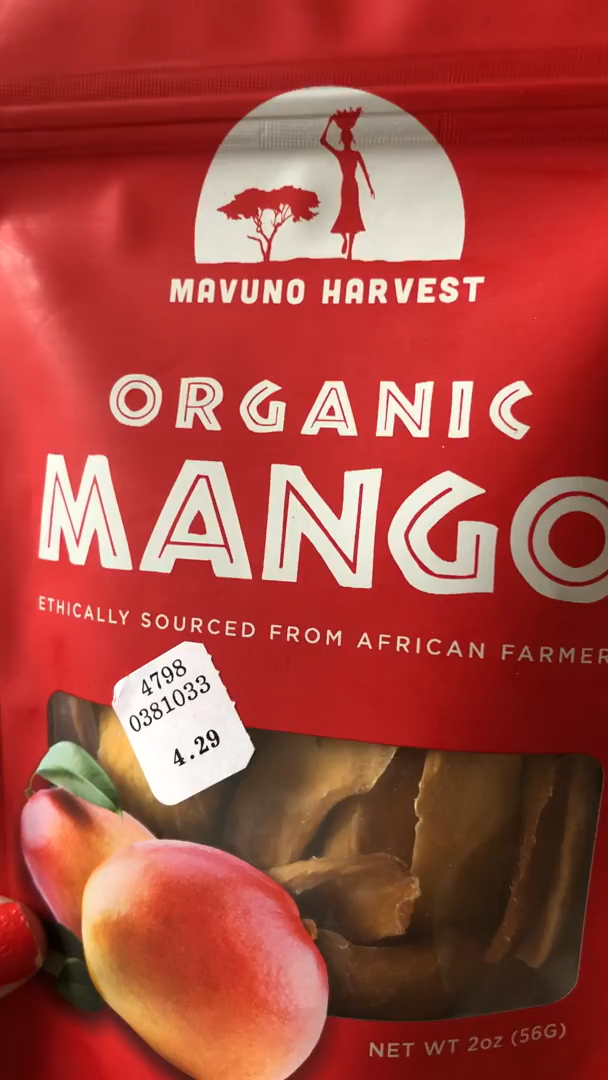 MAVUNO HARVEST
ORGANIC
MANGO
ETHICALLY SOURCED FROM AFRICAN FARMER
4798
0381033
4.29
NET WT 2oz (56G)